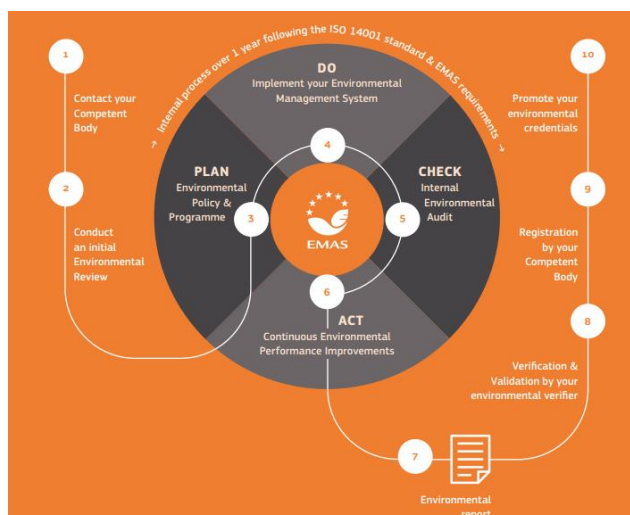 Internal process over 1 year following the ISO 14001 standard & EMAS requirements
1
Contact your
Competent
Body
2
Conduct
an initial
Environmental
Review
PLAN
Environmental
Policy &
Programme
3
DO
Implement your Environmental
Management System
4
CHECK
Internal
Environmental
Audit
5
EMAS
6
ACT
Continuous Environmental
Performance Improvements
7
Environmental
report
8
Verification &
Validation by your
environmental verifier
9
Registration
by your
Competent
Body
10
Promote your
environmental
credentials